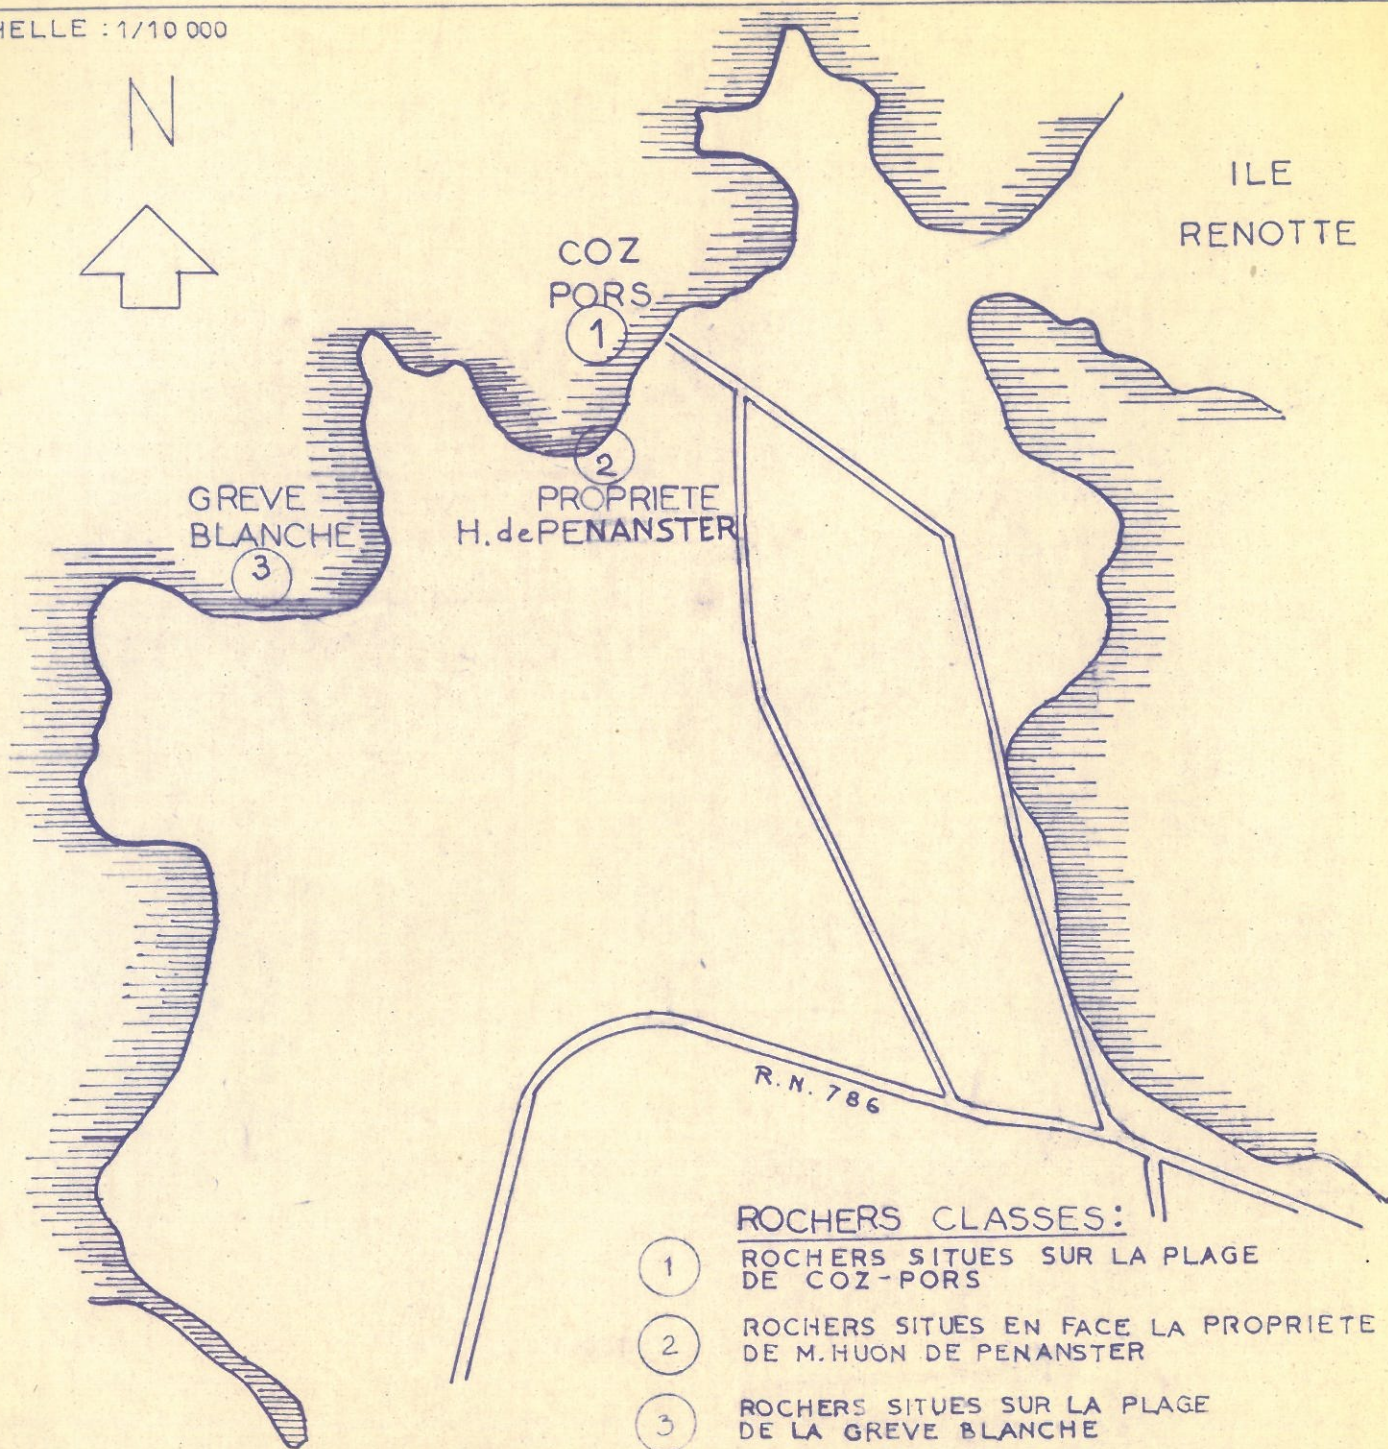 HELLE : 1/10 000
N
ILE
RENOTTE
COZ
PORS
1
2
PROPRIETE
H. de PENANSTER
GREVE
BLANCHE
3
R.N. 786
ROCHERS CLASSES:
1 ROCHERS SITUES SUR LA PLAGE
DE COZ-PORS
2 ROCHERS SITUES EN FACE LA PROPRIETE
DE M. HUON DE PENANSTER
3 ROCHERS SITUES SUR LA PLAGE
DE LA GREVE BLANCHE